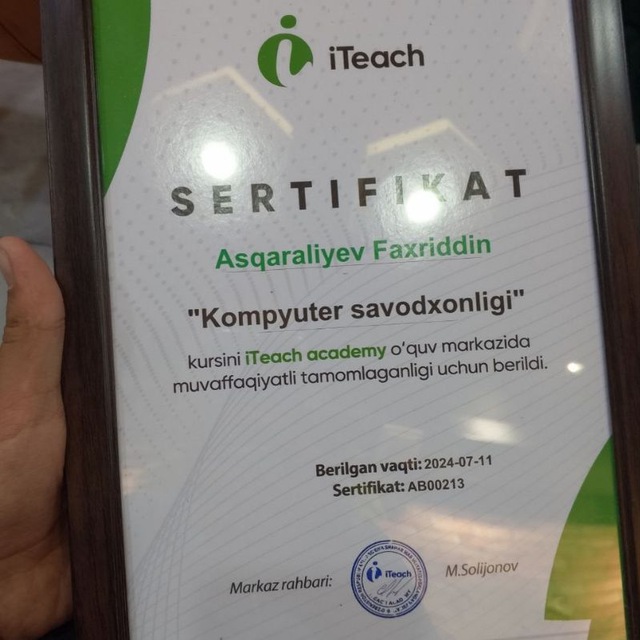 iTeach
SERTIFIKAT
Asqaraliyev Faxriddin
"Kompyuter savodxonligi"
kursini iTeach academy o‘quv markazida
muvaffaqiyatli tamomlaganligi uchun berildi.
Berilgan vaqti: 2024-07-11
Sertifikat: AB00213
Markaz rahbari:
iTeach
M.Solijonov